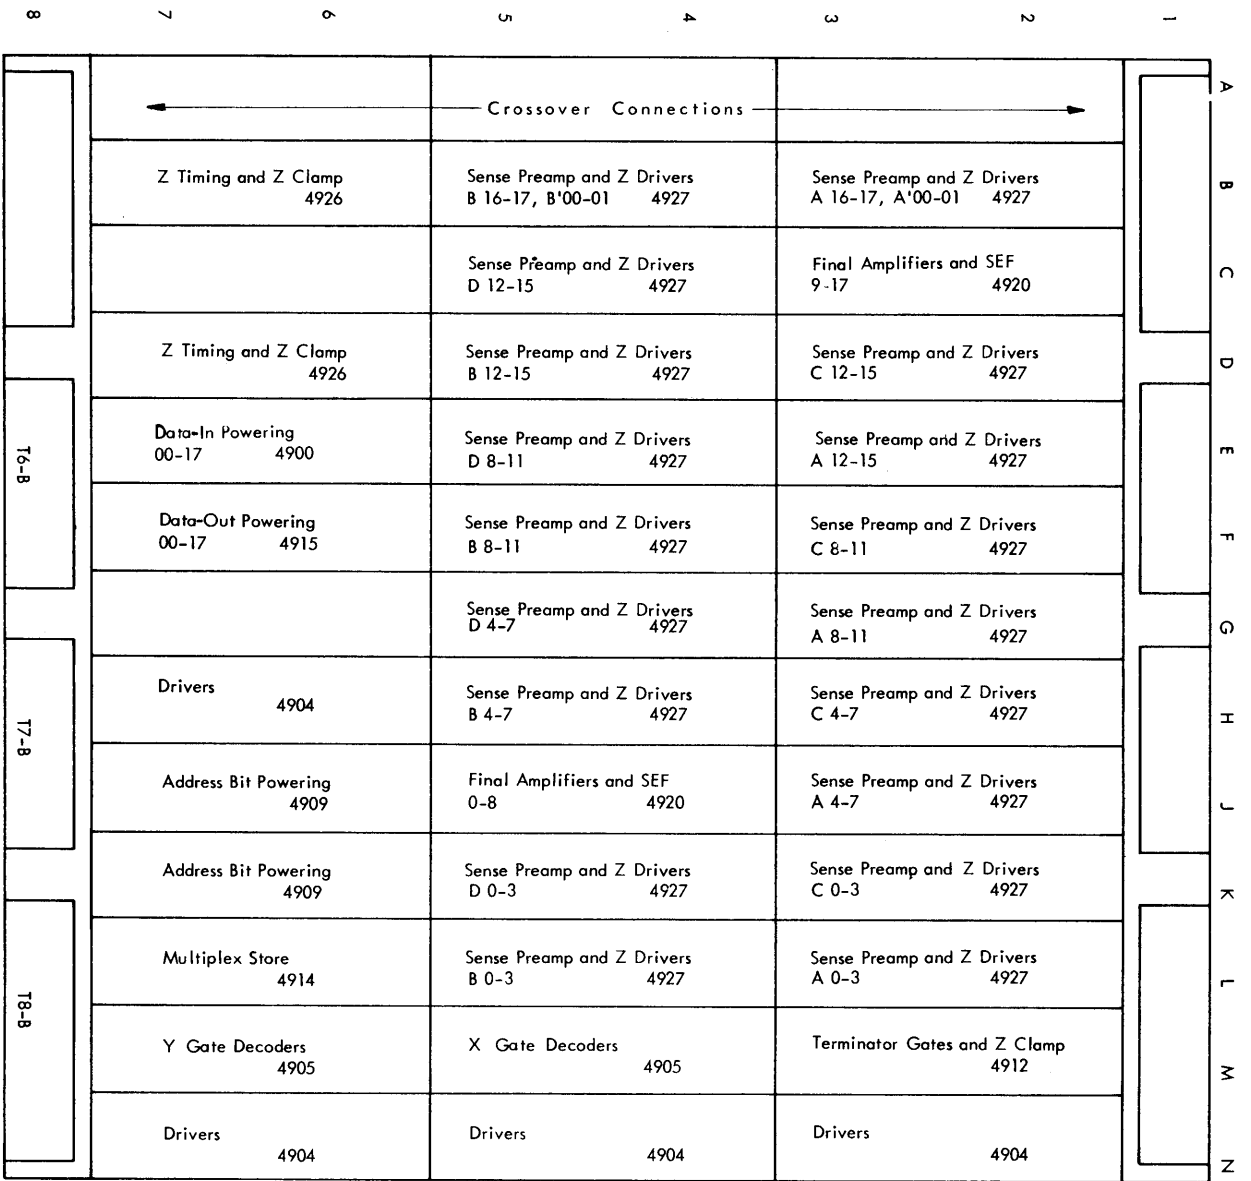 8 7 6 5 4 3 2 1
A
Crossover Connections
B
Z Timing and Z Clamp
4926
Sense Preamp and Z Drivers
B 16-17, B'00-01 4927
Sense Preamp and Z Drivers
A 16-17, A'00-01 4927
C
Sense Preamp and Z Drivers
D 12-15 4927
Final Amplifiers and SEF
9-17 4920
D
Z Timing and Z Clamp
4926
Sense Preamp and Z Drivers
B 12-15 4927
Sense Preamp and Z Drivers
C 12-15 4927
E
T6-B
Data-In Powering
00-17 4900
Sense Preamp and Z Drivers
D 8-11 4927
Sense Preamp and Z Drivers
A 12-15 4927
F
Data-Out Powering
00-17 4915
Sense Preamp and Z Drivers
B 8-11 4927
Sense Preamp and Z Drivers
C 8-11 4927
G
Sense Preamp and Z Drivers
D 4-7 4927
Sense Preamp and Z Drivers
A 8-11 4927
H
T7-B
Drivers
4904
Sense Preamp and Z Drivers
B 4-7 4927
Sense Preamp and Z Drivers
C 4-7 4927
J
Address Bit Powering
4909
Final Amplifiers and SEF
0-8 4920
Sense Preamp and Z Drivers
A 4-7 4927
K
Address Bit Powering
4909
Sense Preamp and Z Drivers
D 0-3 4927
Sense Preamp and Z Drivers
C 0-3 4927
L
T8-B
Multiplex Store
4914
Sense Preamp and Z Drivers
B 0-3 4927
Sense Preamp and Z Drivers
A 0-3 4927
M
Y Gate Decoders
4905
X Gate Decoders
4905
Terminator Gates and Z Clamp
4912
N
Drivers
4904
Drivers
4904
Drivers
4904